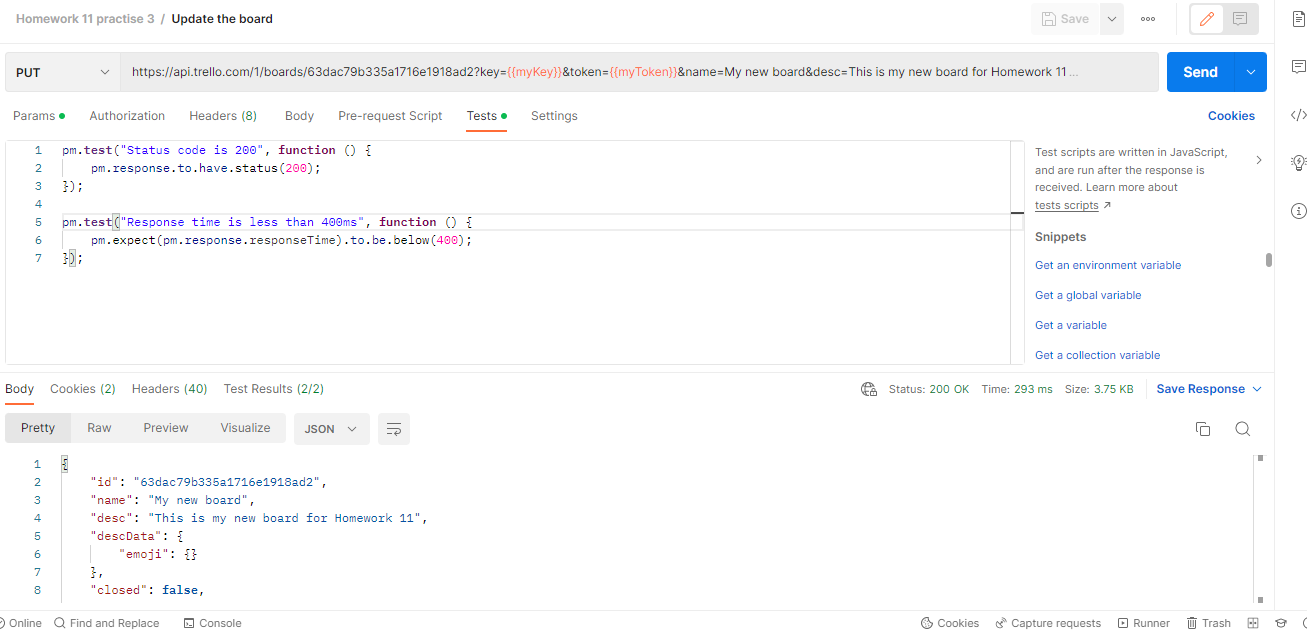 Homework 11 practise 3 / Update the board
Save
PUT
https://api.trello.com/1/boards/63dac79b335a1716e1918ad2?key={{myKey}}&token={{myToken}}&name=My new board&desc=This is my new board for Homework 11 ...
Send
Params
Authorization
Headers (8)
Body
Pre-request Script
Tests
Settings
Cookies
1 pm.test("Status code is 200", function () {
2 pm.response.to.have.status(200);
3 });
4
5 pm.test("Response time is less than 400ms", function () {
6 pm.expect(pm.response.responseTime).to.be.below(400);
7 });
Test scripts are written in JavaScript,
and are run after the response is
received. Learn more about
tests scripts ↗
Snippets
Get an environment variable
Get a global variable
Get a variable
Get a collection variable
Body
Cookies (2)
Headers (40)
Test Results (2/2)
Status: 200 OK
Time: 293 ms
Size: 3.75 KB
Save Response
Pretty
Raw
Preview
Visualize
JSON
1 {
2 "id": "63dac79b335a1716e1918ad2",
3 "name": "My new board",
4 "desc": "This is my new board for Homework 11",
5 "descData": {
6 "emoji": {}
7 },
8 "closed": false,
Online
Find and Replace
Console
Cookies
Capture requests
Runner
Trash